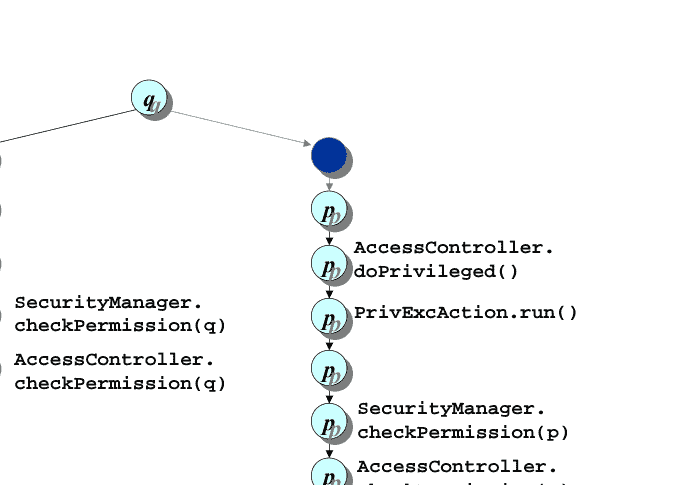 q
p
p
AccessController.
doPrivileged()
SecurityManager.
checkPermission(q)
p
PrivExcAction.run()
AccessController.
checkPermission(q)
p
p
SecurityManager.
checkPermission(p)
p
AccessController.